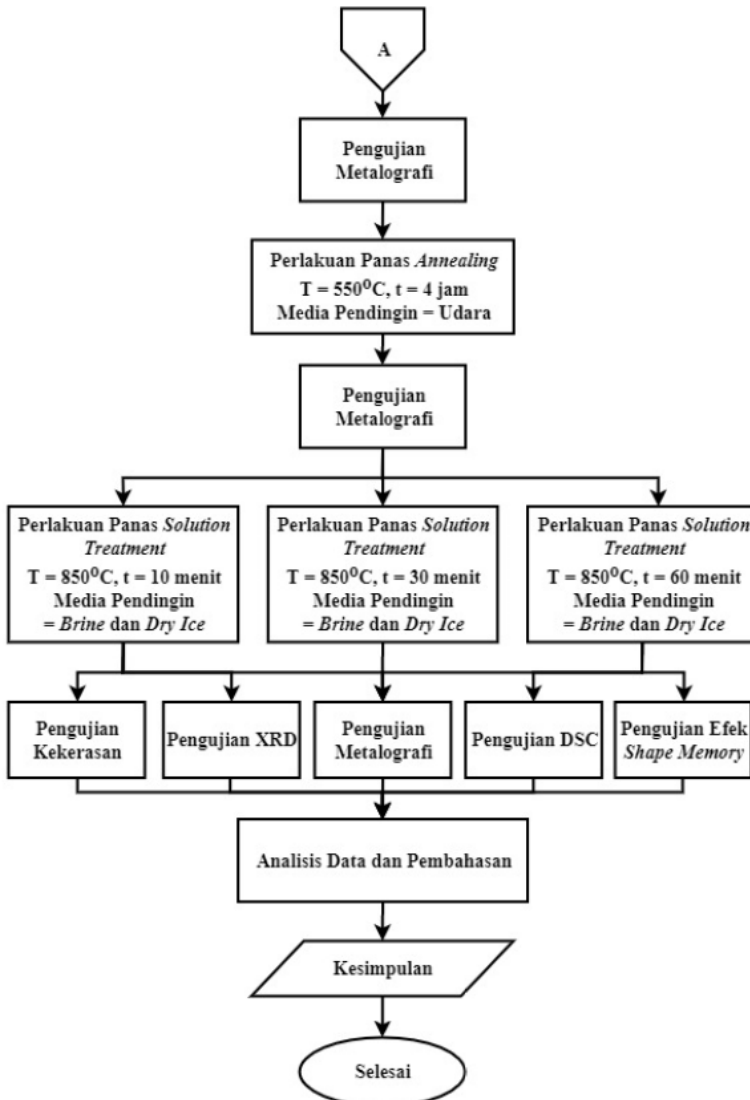 A
Pengujian
Metalografi
Perlakuan Panas Annealing
T = 550⁰C, t = 4 jam
Media Pendingin = Udara
Pengujian
Metalografi
Perlakuan Panas Solution
Treatment
T = 850⁰C, t = 10 menit
Media Pendingin
= Brine dan Dry Ice
Perlakuan Panas Solution
Treatment
T = 850⁰C, t = 30 menit
Media Pendingin
= Brine dan Dry Ice
Perlakuan Panas Solution
Treatment
T = 850⁰C, t = 60 menit
Media Pendingin
= Brine dan Dry Ice
Pengujian
Kekerasan
Pengujian XRD
Pengujian
Metalografi
Pengujian DSC
Pengujian Efek
Shape Memory
Analisis Data dan Pembahasan
Kesimpulan
Selesai